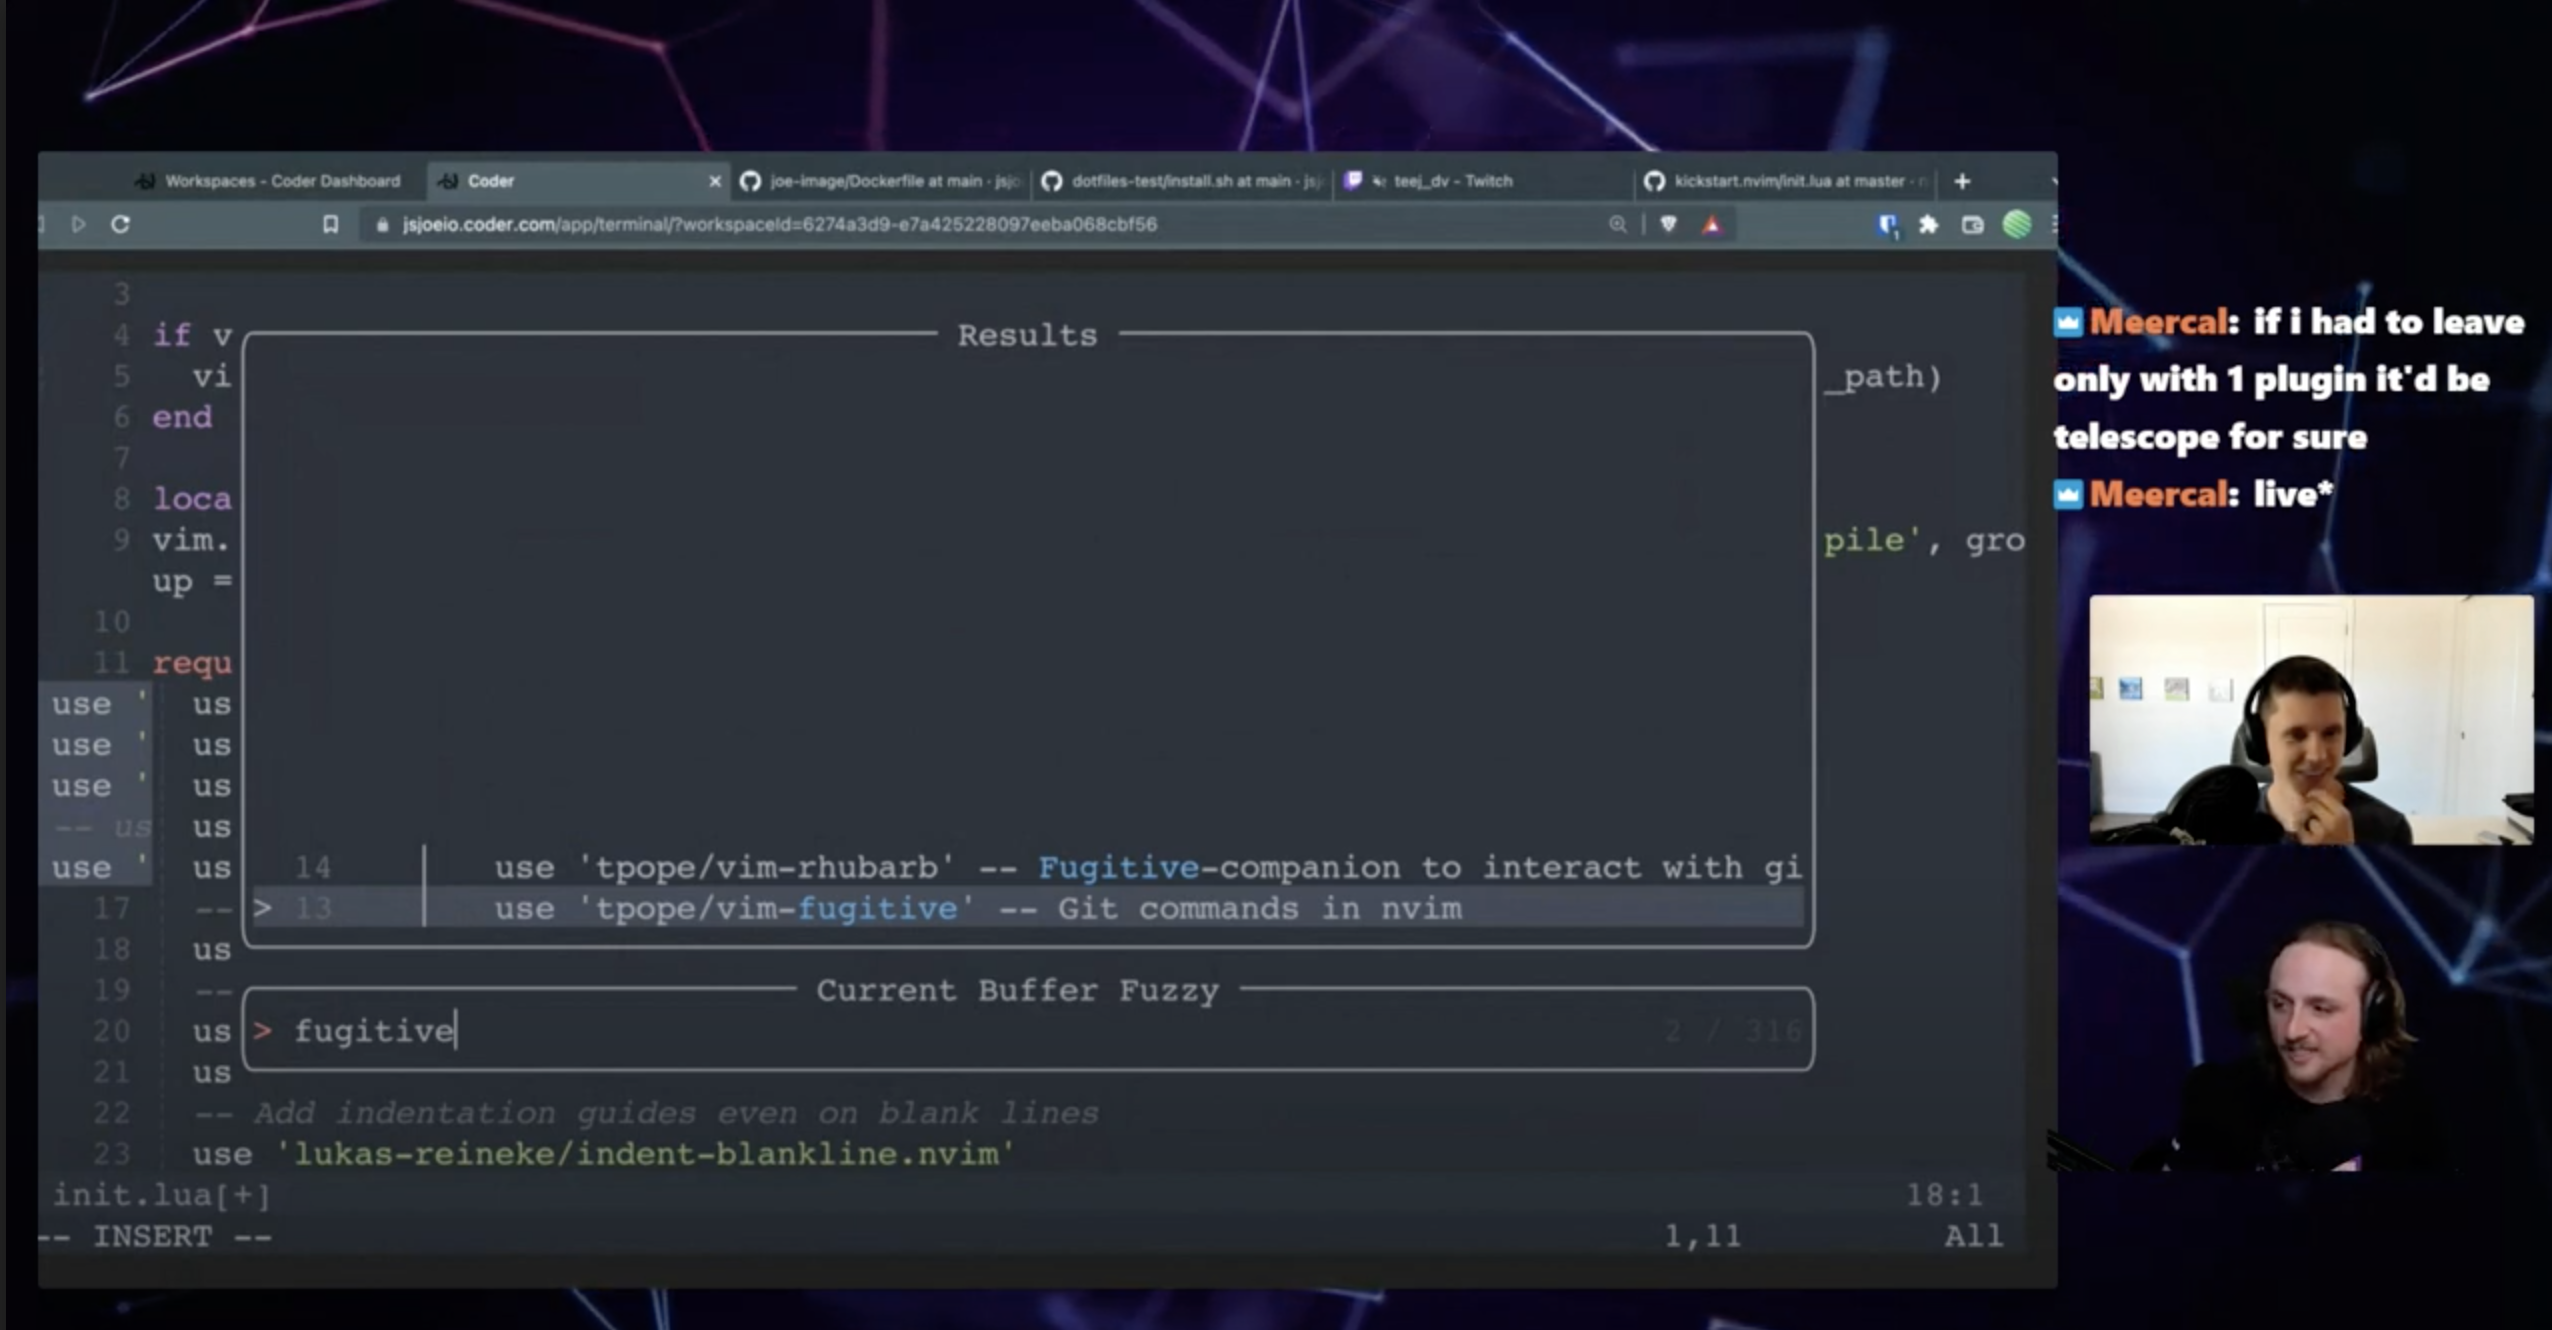 Workspaces - Coder Dashboard
Coder
joe-image/Dockerfile at main · jsjo
dotfiles-test/install.sh at main · jsj
teej_dv - Twitch
kickstart.nvim/init.lua at master ·
jsjoeio.coder.com/app/terminal/?workspaceId=6274a3d9-e7a425228097eeba068cbf56
3
4 if v
Results
5 vi
_path)
6 end
7
8 loca
9 vim.
pile', gro
up =
10
11 requ
use ' us
use ' us
use ' us
-- us us
use ' us
14 use 'tpope/vim-rhubarb' -- Fugitive-companion to interact with gi
17 --
> 13 use 'tpope/vim-fugitive' -- Git commands in nvim
18 us
19 --
Current Buffer Fuzzy
20 us
> fugitive
2 / 316
21 us
22 -- Add indentation guides even on blank lines
23 use 'lukas-reineke/indent-blankline.nvim'
init.lua[+]
18:1
-- INSERT --
1,11
All
Meercal: if i had to leave
only with 1 plugin it'd be
telescope for sure
Meercal: live*